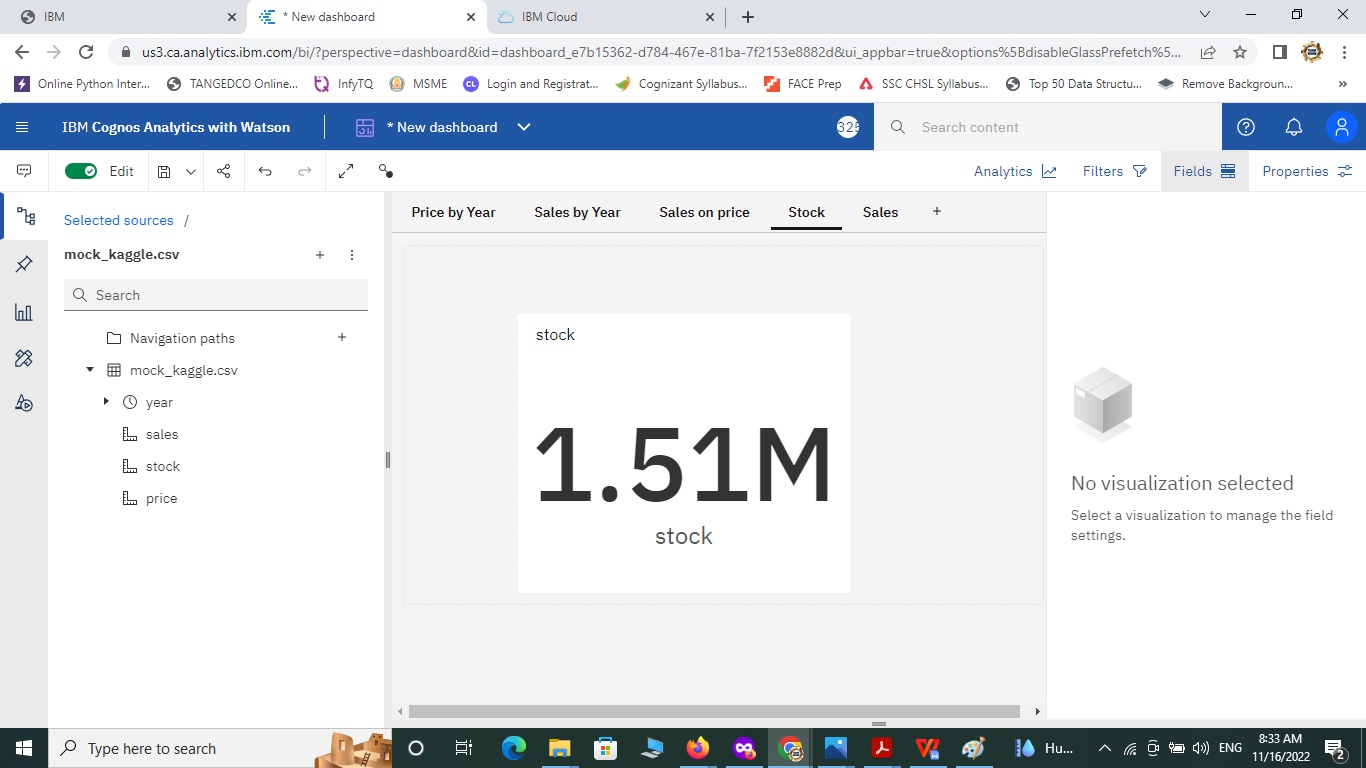 IBM
* New dashboard
IBM Cloud
us3.ca.analytics.ibm.com/bi/?perspective=dashboard&id=dashboard_e7b15362-d784-467e-81ba-7f2153e8882d&ui_appbar=true&options%5BdisableGlassPrefetch%5...
Online Python Inter...
TANGEDCO Online...
InfyTQ
MSME
CL Login and Registrat...
Cognizant Syllabus...
FACE Prep
SSC CHSL Syllabus...
Top 50 Data Structu...
Remove Backgroun...
IBM Cognos Analytics with Watson
* New dashboard
325
Search content
Edit
Analytics
Filters
Fields
Properties
Selected sources /
mock_kaggle.csv
Search
Navigation paths
mock_kaggle.csv
year
sales
stock
price
Price by Year
Sales by Year
Sales on price
Stock
Sales
stock
1.51M
stock
No visualization selected
Select a visualization to manage the field
settings.
Type here to search
Hu...
ENG
8:33 AM
11/16/2022
2